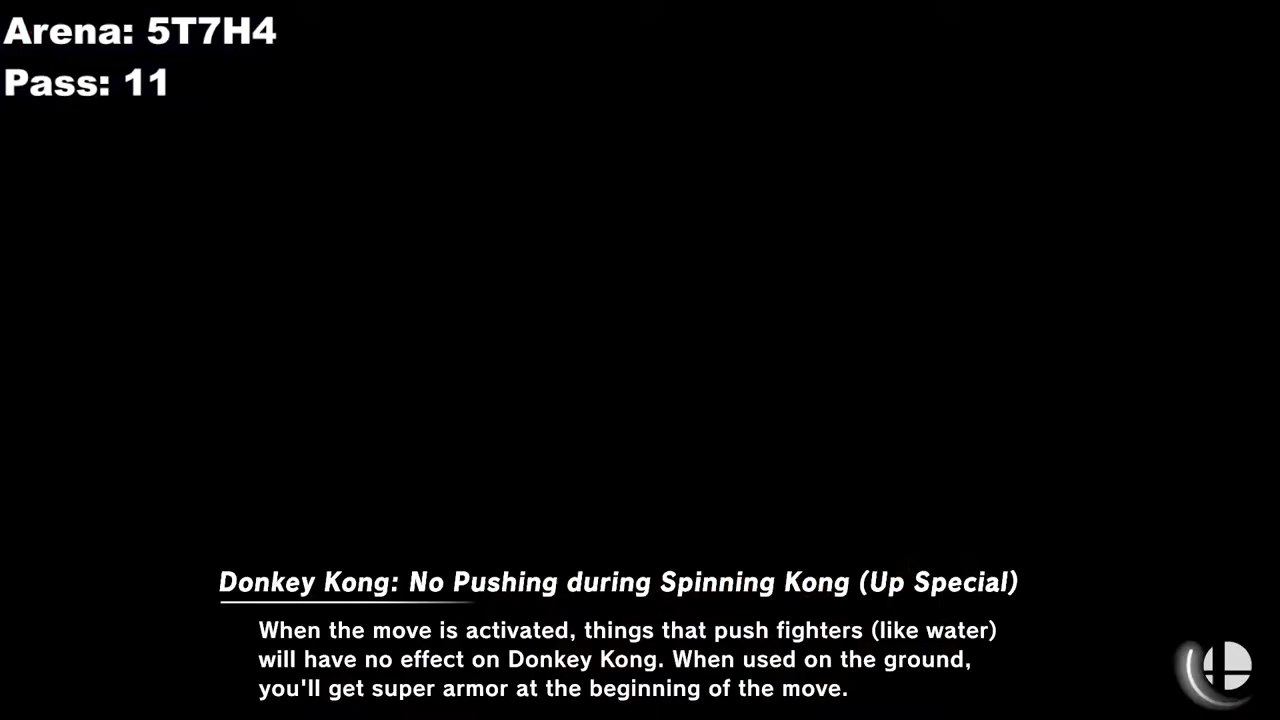 Arena: 5T7H4
Pass: 11
Donkey Kong: No Pushing during Spinning Kong (Up Special)
When the move is activated, things that push fighters (like water)
will have no effect on Donkey Kong. When used on the ground,
you'll get super armor at the beginning of the move.